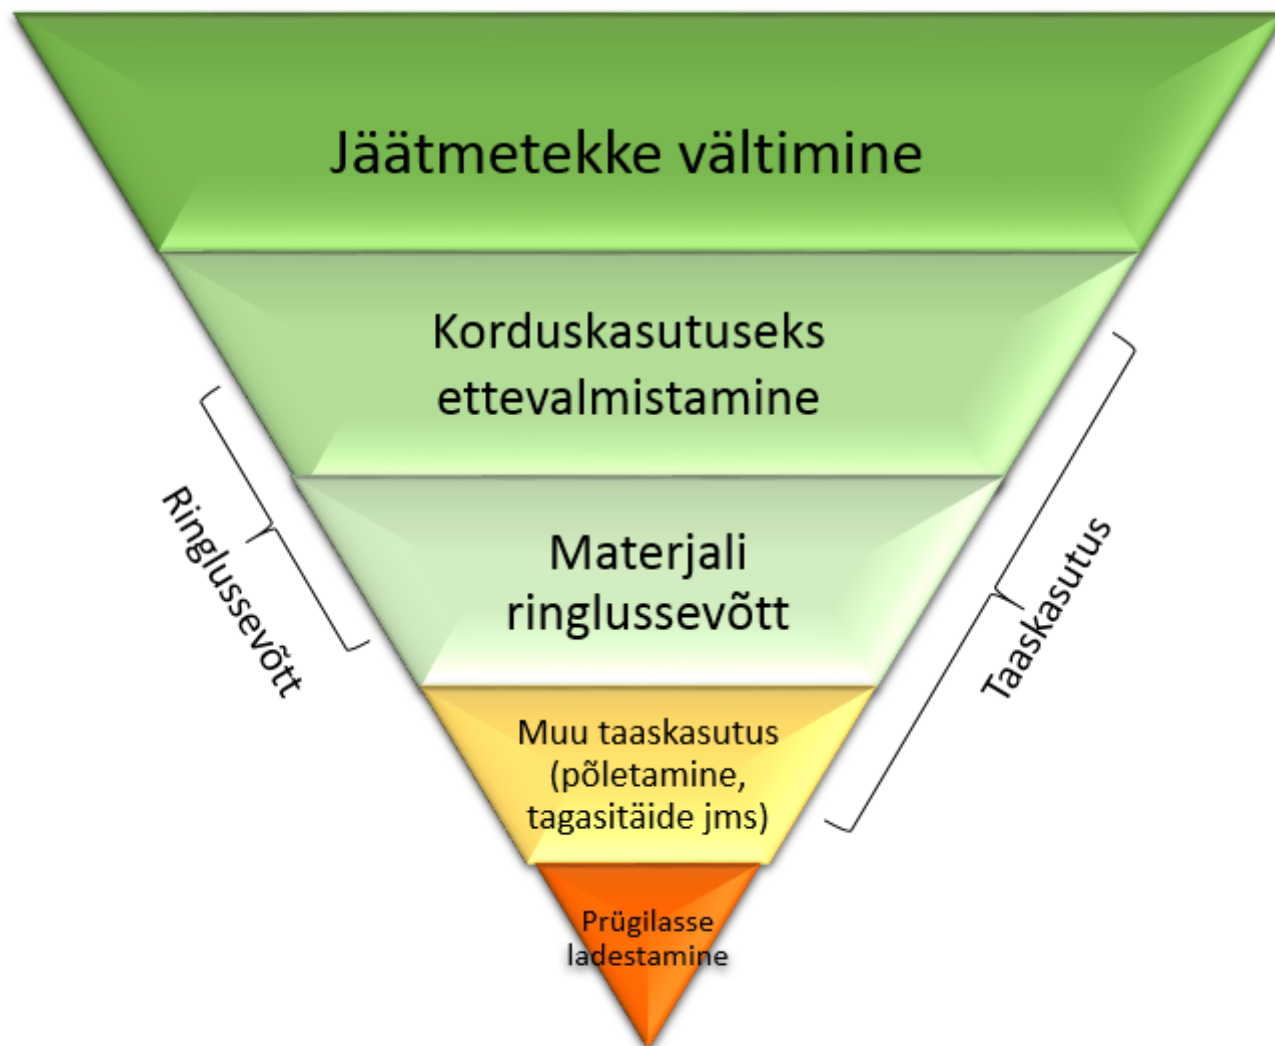 Jäätmetekke vältimine
Korduskasutuseks
ettevalmistamine
Materjali
ringlussevõtt
Muu taaskasutus
(põletamine,
tagasitäide jms)
Prügilasse
ladestamine
Ringlussevõtt
Taaskasutus